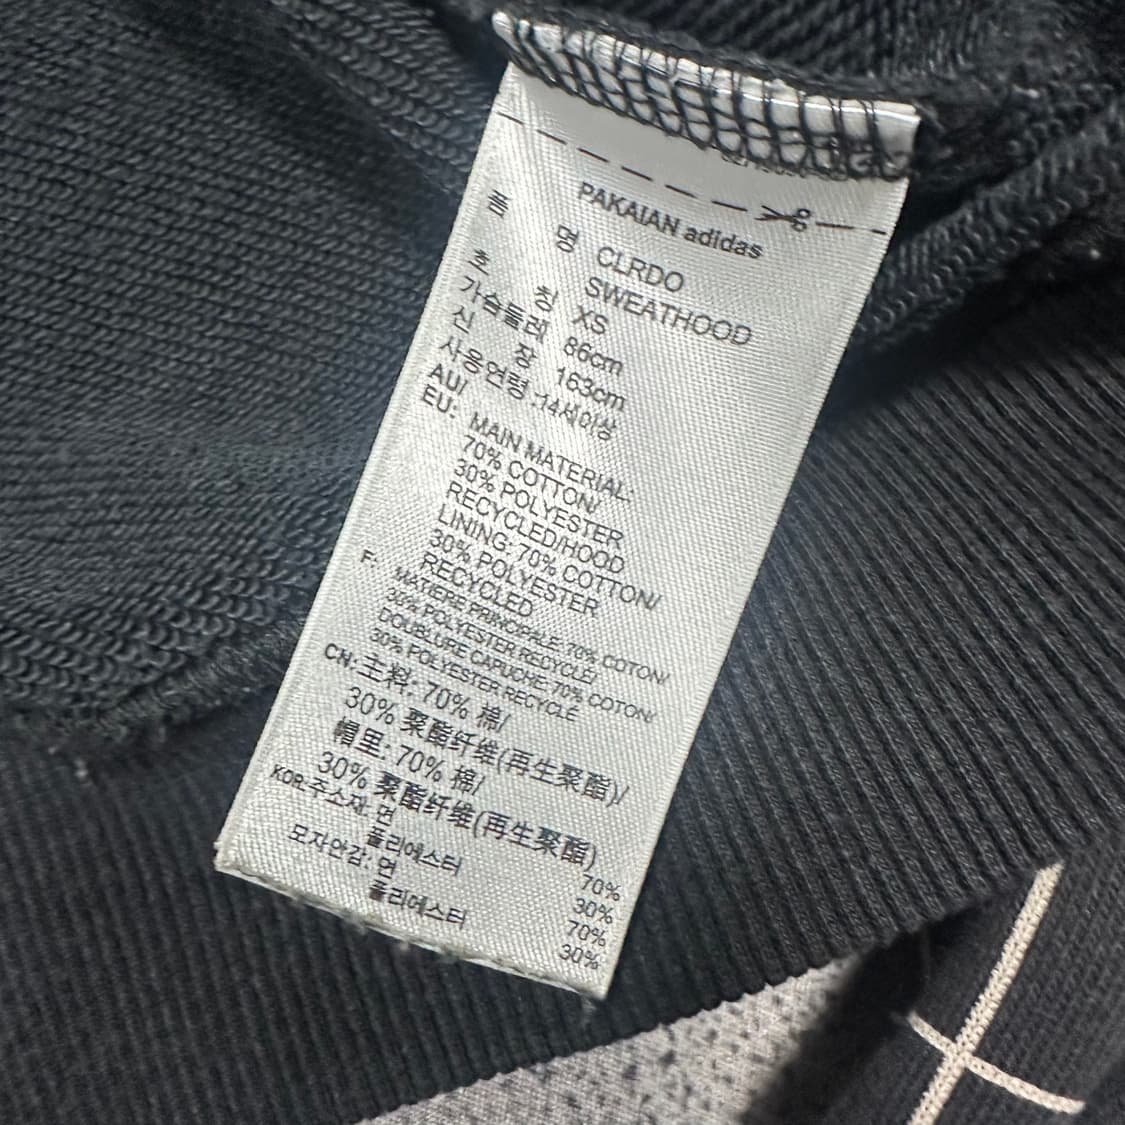 PAKAIAN adidas
품 명 CLRDO
SWEATHOOD
호 칭 XS
가슴둘레 86cm
신 장 163cm
사용연령 :14세이상
AU/
EU: MAIN MATERIAL:
70% COTTON/
30% POLYESTER
RECYCLED/HOOD
LINING: 70% COTTON/
30% POLYESTER
RECYCLED
F: MATIERE PRINCIPALE: 70% COTON/
30% POLYESTER RECYCLÉ/
DOUBLURE CAPUCHE: 70% COTON/
30% POLYESTER RECYCLÉ
CN: 主料: 70% 棉/
30% 聚酯纤维(再生聚酯)/
帽里: 70% 棉/
30% 聚酯纤维(再生聚酯)
KOR: 주소재: 면 70%
폴리에스터 30%
모자안감: 면 70%
폴리에스터 30%